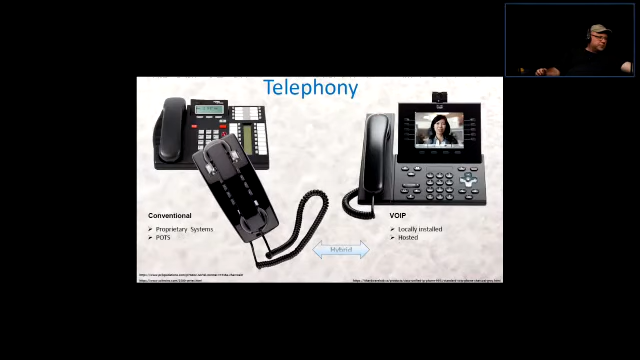 Telephony
Conventional
➢ Proprietary Systems
➢ POTS
VOIP
➢ Locally installed
➢ Hosted
Hybrid